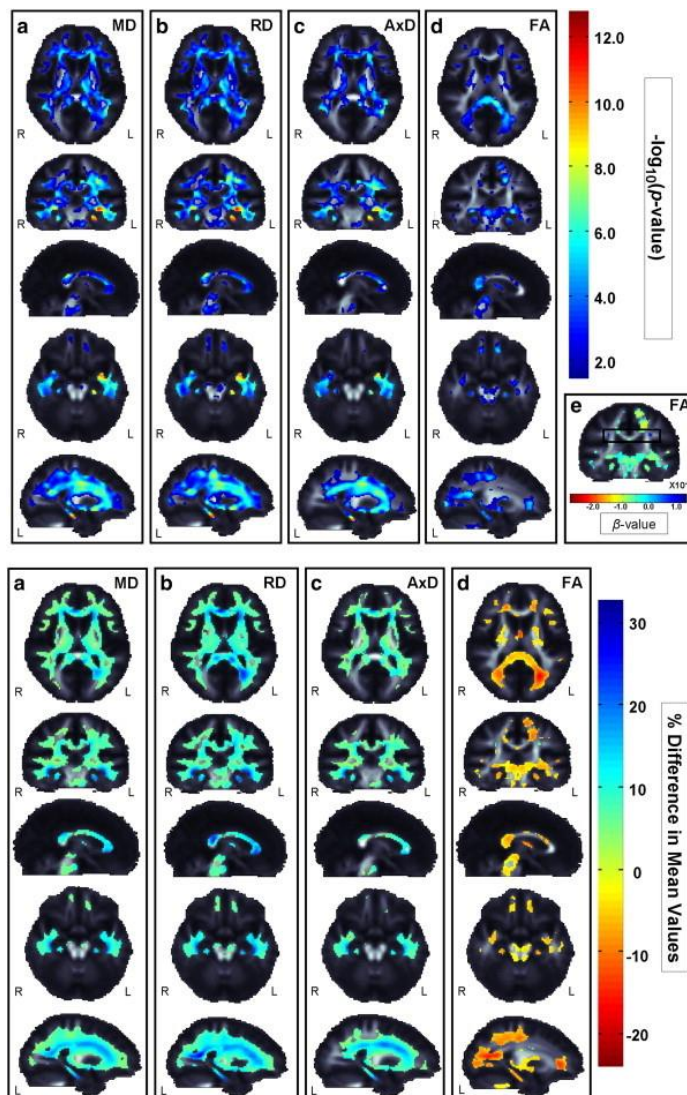 a MD b RD c AxD d FA
R L R L R L R L
R L R L R L R L
R L R L R L R L
L L L L
12.0
10.0
8.0
6.0
4.0
2.0
-log10(p-value)
e FA
-2.0 -1.0 0.0 1.0
β-value
a MD b RD c AxD d FA
R L R L R L R L
R L R L R L R L
R L R L R L R L
L L L L
30
20
10
0
-10
-20
% Difference in Mean Values